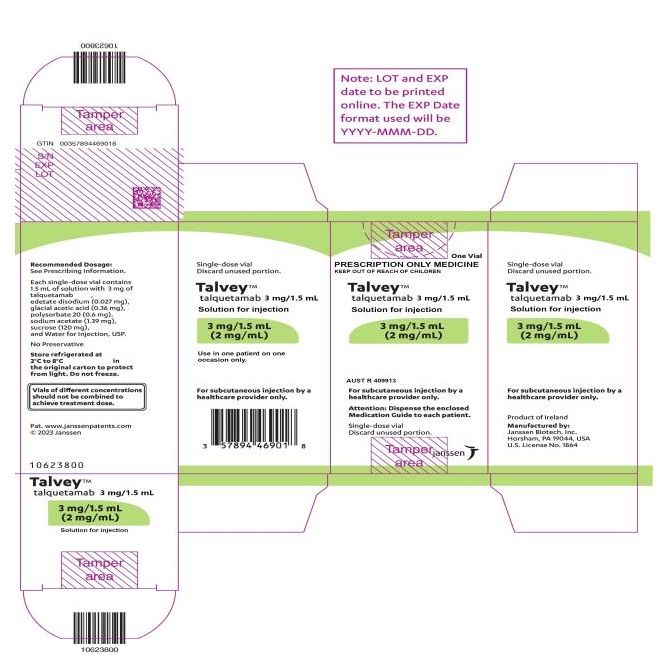 10623800
Tamper
area
GTIN 00357894469018
S/N
EXP
LOT
Note: LOT and EXP
date to be printed
online. The EXP Date
format used will be
YYYY-MMM-DD.
Recommended Dosage:
See Prescribing Information.
Each single-dose vial contains
1.5 mL of solution with 3 mg of
talquetamab ,
edetate disodium (0.027 mg),
glacial acetic acid (0.36 mg),
polysorbate 20 (0.6 mg),
sodium acetate (1.39 mg),
sucrose (120 mg),
and Water for Injection, USP.
No Preservative
Store refrigerated at
2°C to 8°C in
the original carton to protect
from light. Do not freeze.
Vials of different concentrations
should not be combined to
achieve treatment dose.
Pat. www.janssenpatents.com
© 2023 Janssen
10623800
Single-dose vial
Discard unused portion.
Talvey™
talquetamab 3 mg/1.5 mL
Solution for injection
3 mg/1.5 mL
(2 mg/mL)
Use in one patient on one
occasion only.
For subcutaneous injection by a
healthcare provider only.
3 57894 46901 8
Tamper
area
One Vial
PRESCRIPTION ONLY MEDICINE
KEEP OUT OF REACH OF CHILDREN
Talvey™
talquetamab 3 mg/1.5 mL
Solution for injection
3 mg/1.5 mL
(2 mg/mL)
AUST R 409913
For subcutaneous injection by a
healthcare provider only.
Attention: Dispense the enclosed
Medication Guide to each patient.
Single-dose vial
Discard unused portion.
Tamper
area
janssen
Single-dose vial
Discard unused portion.
Talvey™
talquetamab 3 mg/1.5 mL
Solution for injection
3 mg/1.5 mL
(2 mg/mL)
For subcutaneous injection by a
healthcare provider only.
Product of Ireland
Manufactured by:
Janssen Biotech, Inc.
Horsham, PA 19044, USA
U.S. License No. 1864
Talvey™
talquetamab 3 mg/1.5 mL
3 mg/1.5 mL
(2 mg/mL)
Solution for injection
Tamper
area
10623800